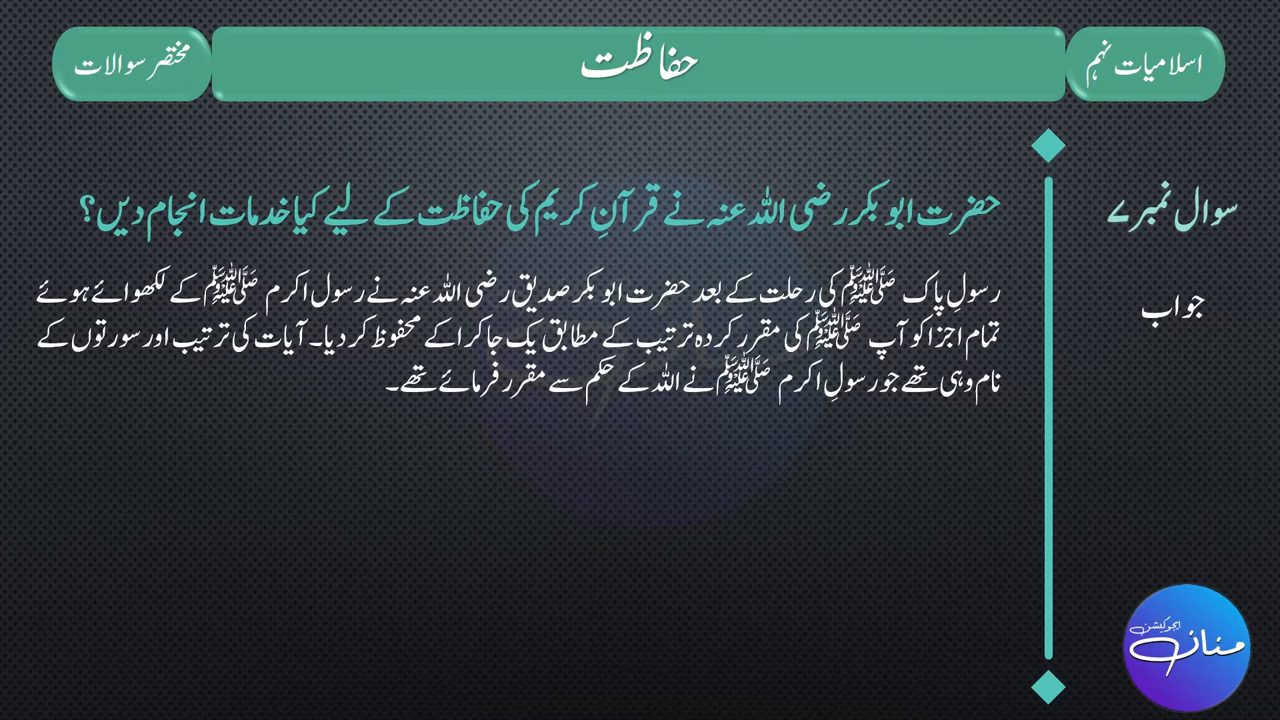 اسلامیات نہم
حفاظت
مختصر سوالات
سوال نمبر ۷
حضرت ابو بکر رضی اللہ عنہ نے قرآنِ کریم کی حفاظت کے لیے کیا خدمات انجام دیں؟
جواب
رسولِ پاک ﷺ کی رحلت کے بعد حضرت ابو بکر صدیق رضی اللہ عنہ نے رسول اکرم ﷺ کے لکھوائے ہوئے
تمام اجزا کو آپ ﷺ کی مقرر کردہ ترتیب کے مطابق یک جا کرا کے محفوظ کر دیا۔ آیات کی ترتیب اور سورتوں کے
نام وہی تھے جو رسولِ اکرم ﷺ نے اللہ کے حکم سے مقرر فرمائے تھے۔
منان
ایجوکیشن